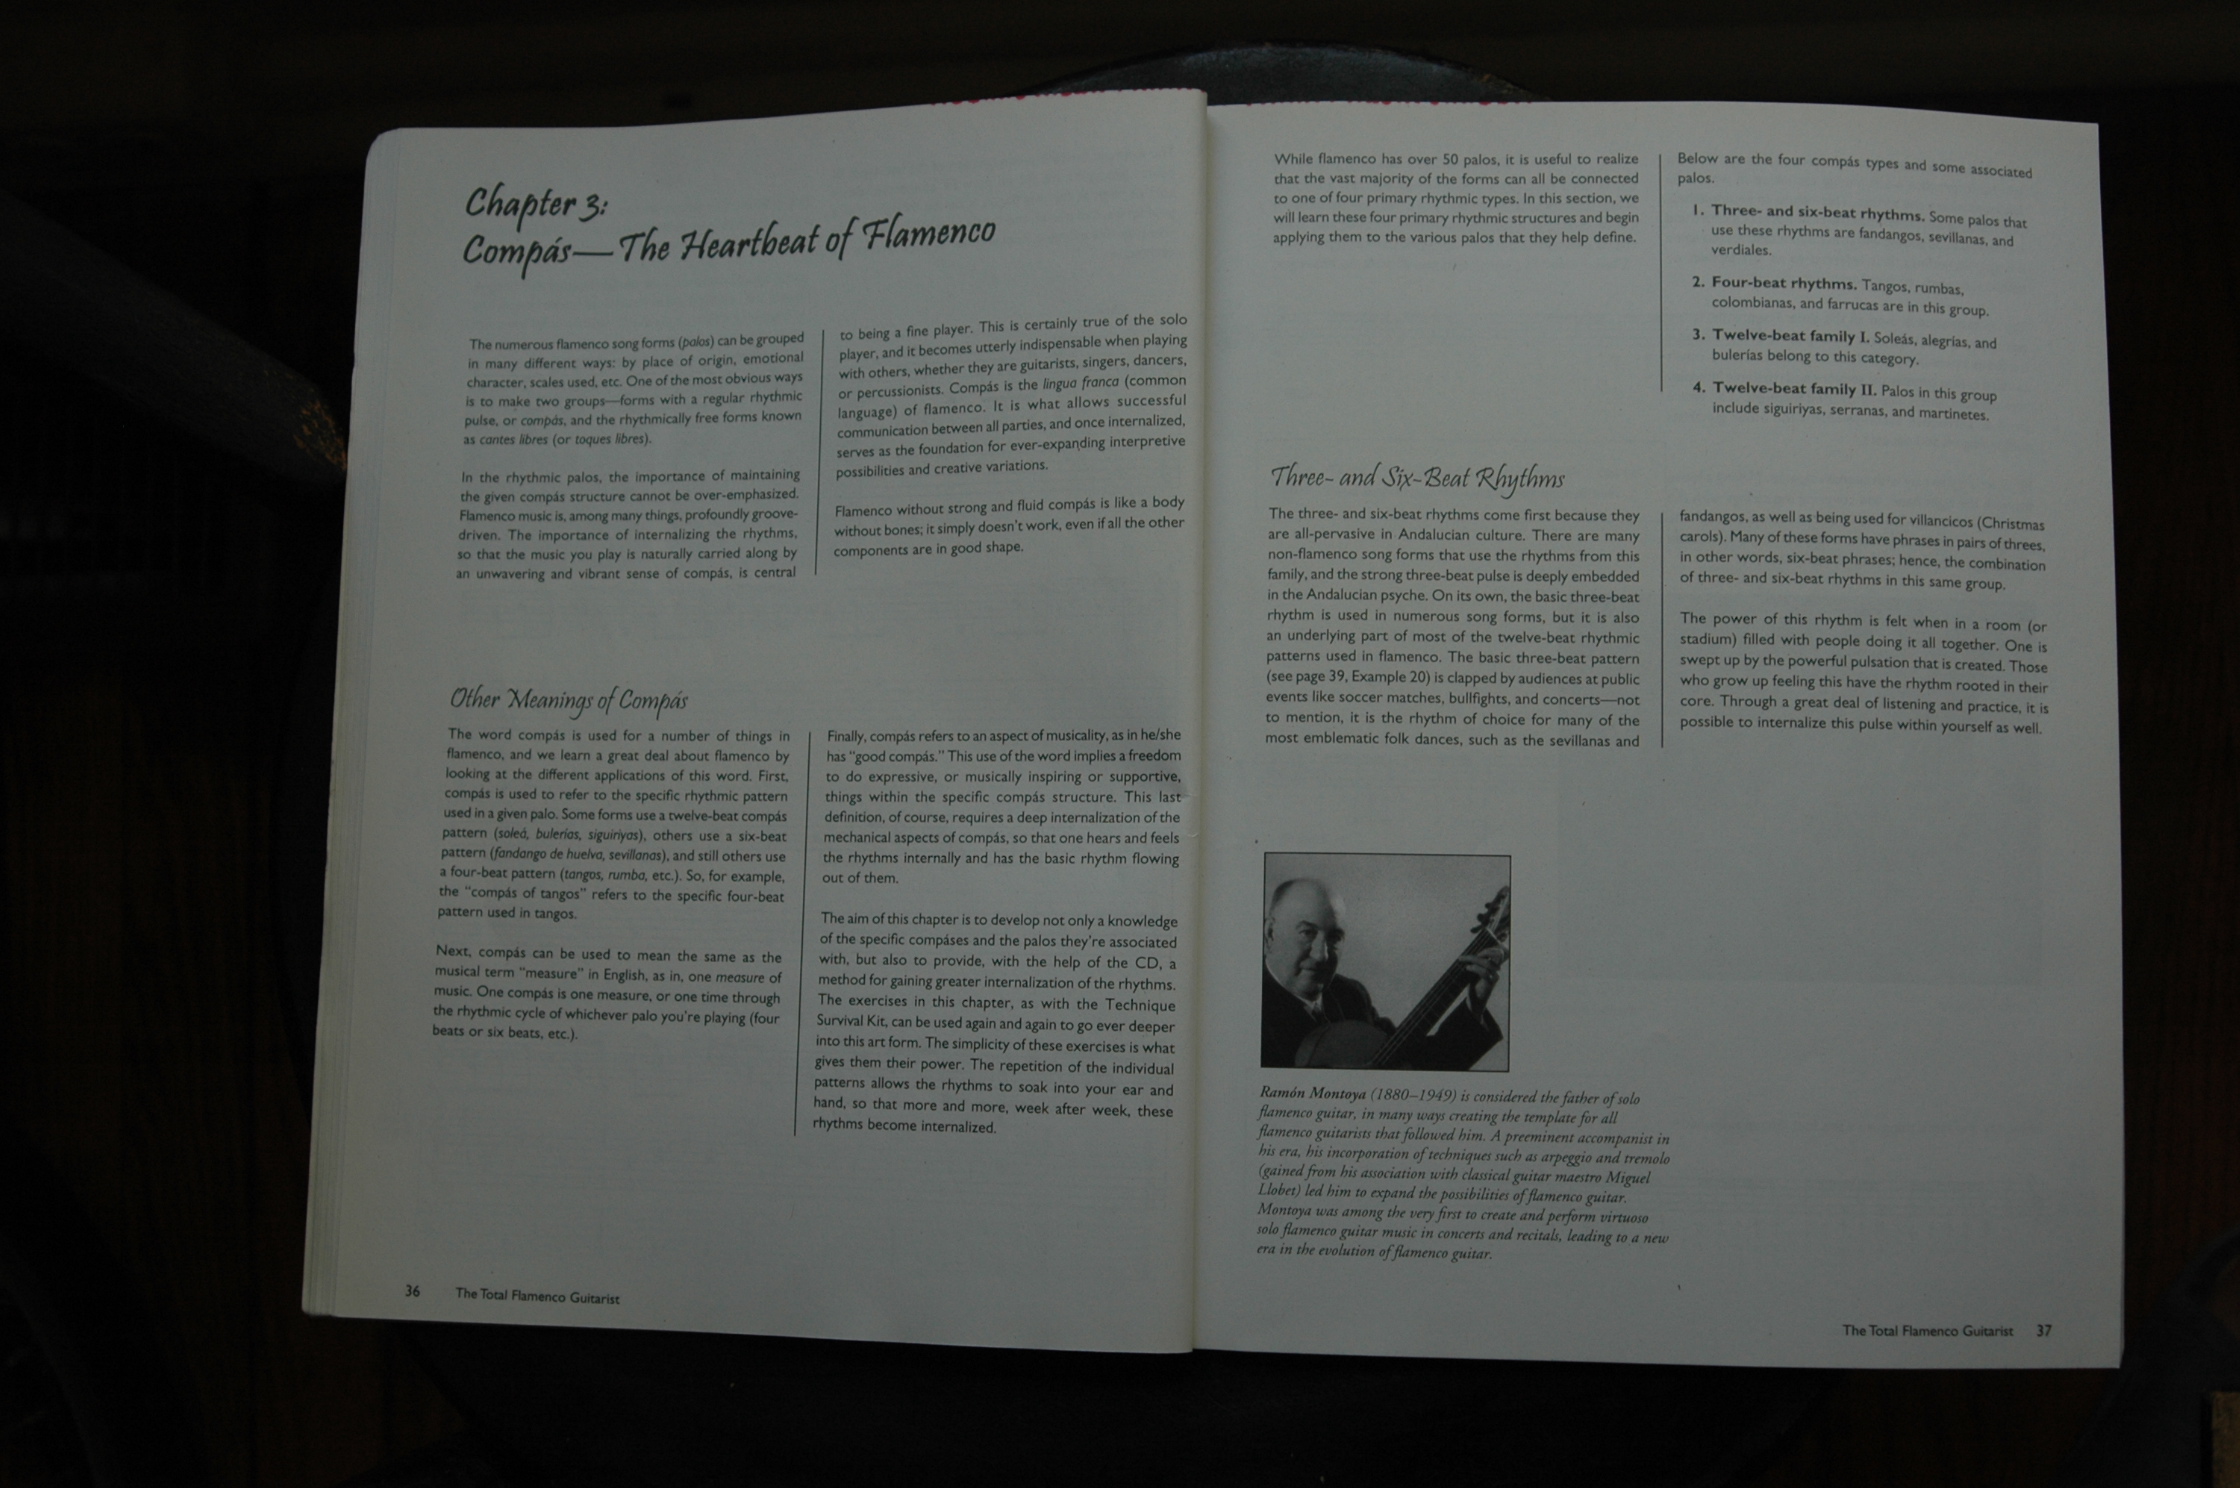 Chapter 3:
Compás—The Heartbeat of Flamenco
The numerous flamenco song forms (palos) can be grouped
in many different ways: by place of origin, emotional
character, scales used, etc. One of the most obvious ways
is to make two groups—forms with a regular rhythmic
pulse, or compás, and the rhythmically free forms known
as cantes libres (or toques libres).
In the rhythmic palos, the importance of maintaining
the given compás structure cannot be over-emphasized.
Flamenco music is, among many things, profoundly groove-
driven. The importance of internalizing the rhythms,
so that the music you play is naturally carried along by
an unwavering and vibrant sense of compás, is central
to being a fine player. This is certainly true of the solo
player, and it becomes utterly indispensable when playing
with others, whether they are guitarists, singers, dancers,
or percussionists. Compás is the lingua franca (common
language) of flamenco. It is what allows successful
communication between all parties, and once internalized,
serves as the foundation for ever-expanding interpretive
possibilities and creative variations.
Flamenco without strong and fluid compás is like a body
without bones; it simply doesn't work, even if all the other
components are in good shape.
Other Meanings of Compás
The word compás is used for a number of things in
flamenco, and we learn a great deal about flamenco by
looking at the different applications of this word. First,
compás is used to refer to the specific rhythmic pattern
used in a given palo. Some forms use a twelve-beat compás
pattern (soleá, bulerías, siguiriyas), others use a six-beat
pattern (fandango de huelva, sevillanas), and still others use
a four-beat pattern (tangos, rumba, etc.). So, for example,
the "compás of tangos" refers to the specific four-beat
pattern used in tangos.
Next, compás can be used to mean the same as the
musical term "measure" in English, as in, one measure of
music. One compás is one measure, or one time through
the rhythmic cycle of whichever palo you're playing (four
beats or six beats, etc.).
Finally, compás refers to an aspect of musicality, as in he/she
has "good compás." This use of the word implies a freedom
to do expressive, or musically inspiring or supportive,
things within the specific compás structure. This last
definition, of course, requires a deep internalization of the
mechanical aspects of compás, so that one hears and feels
the rhythms internally and has the basic rhythm flowing
out of them.
The aim of this chapter is to develop not only a knowledge
of the specific compáses and the palos they're associated
with, but also to provide, with the help of the CD, a
method for gaining greater internalization of the rhythms.
The exercises in this chapter, as with the Technique
Survival Kit, can be used again and again to go ever deeper
into this art form. The simplicity of these exercises is what
gives them their power. The repetition of the individual
patterns allows the rhythms to soak into your ear and
hand, so that more and more, week after week, these
rhythms become internalized.
36 The Total Flamenco Guitarist
While flamenco has over 50 palos, it is useful to realize
that the vast majority of the forms can all be connected
to one of four primary rhythmic types. In this section, we
will learn these four primary rhythmic structures and begin
applying them to the various palos that they help define.
Below are the four compás types and some associated
palos.
1. Three- and six-beat rhythms. Some palos that
use these rhythms are fandangos, sevillanas, and
verdiales.
2. Four-beat rhythms. Tangos, rumbas,
colombianas, and farrucas are in this group.
3. Twelve-beat family I. Soleás, alegrías, and
bulerías belong to this category.
4. Twelve-beat family II. Palos in this group
include siguiriyas, serranas, and martinetes.
Three- and Six-Beat Rhythms
The three- and six-beat rhythms come first because they
are all-pervasive in Andalucian culture. There are many
non-flamenco song forms that use the rhythms from this
family, and the strong three-beat pulse is deeply embedded
in the Andalucian psyche. On its own, the basic three-beat
rhythm is used in numerous song forms, but it is also
an underlying part of most of the twelve-beat rhythmic
patterns used in flamenco. The basic three-beat pattern
(see page 39, Example 20) is clapped by audiences at public
events like soccer matches, bullfights, and concerts—not
to mention, it is the rhythm of choice for many of the
most emblematic folk dances, such as the sevillanas and
fandangos, as well as being used for villancicos (Christmas
carols). Many of these forms have phrases in pairs of threes,
in other words, six-beat phrases; hence, the combination
of three- and six-beat rhythms in this same group.
The power of this rhythm is felt when in a room (or
stadium) filled with people doing it all together. One is
swept up by the powerful pulsation that is created. Those
who grow up feeling this have the rhythm rooted in their
core. Through a great deal of listening and practice, it is
possible to internalize this pulse within yourself as well.
Ramón Montoya (1880–1949) is considered the father of solo
flamenco guitar, in many ways creating the template for all
flamenco guitarists that followed him. A preeminent accompanist in
his era, his incorporation of techniques such as arpeggio and tremolo
(gained from his association with classical guitar maestro Miguel
Llobet) led him to expand the possibilities of flamenco guitar.
Montoya was among the very first to create and perform virtuoso
solo flamenco guitar music in concerts and recitals, leading to a new
era in the evolution of flamenco guitar.
The Total Flamenco Guitarist 37